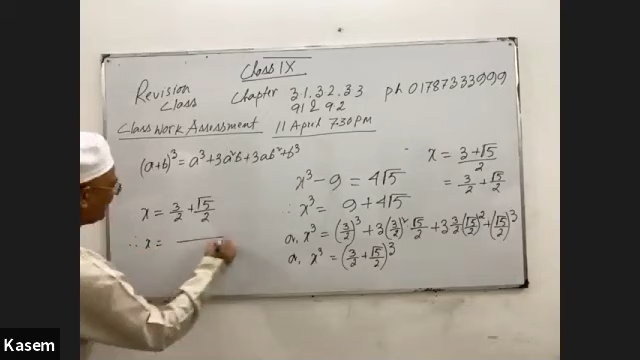 Class IX
Revision Class
Chapter 3.1.3.2.3.3
9.1 & 9.2
ph 01787333999
Class Work Assessment 11 April 7.30 PM
(a+b)³ = a³+3a²b+3ab²+b³
x = 3/2 + √5/2
∴ x =
x³ - 9 = 4√5
∴ x³ = 9 + 4√5
or, x³ = (3/2)³ + 3(3/2)² · √5/2 + 3 3/2 (√5/2)² + (√5/2)³
or, x³ = (3/2 + √5/2)³
x = (3+√5)/2
= 3/2 + √5/2
Kasem